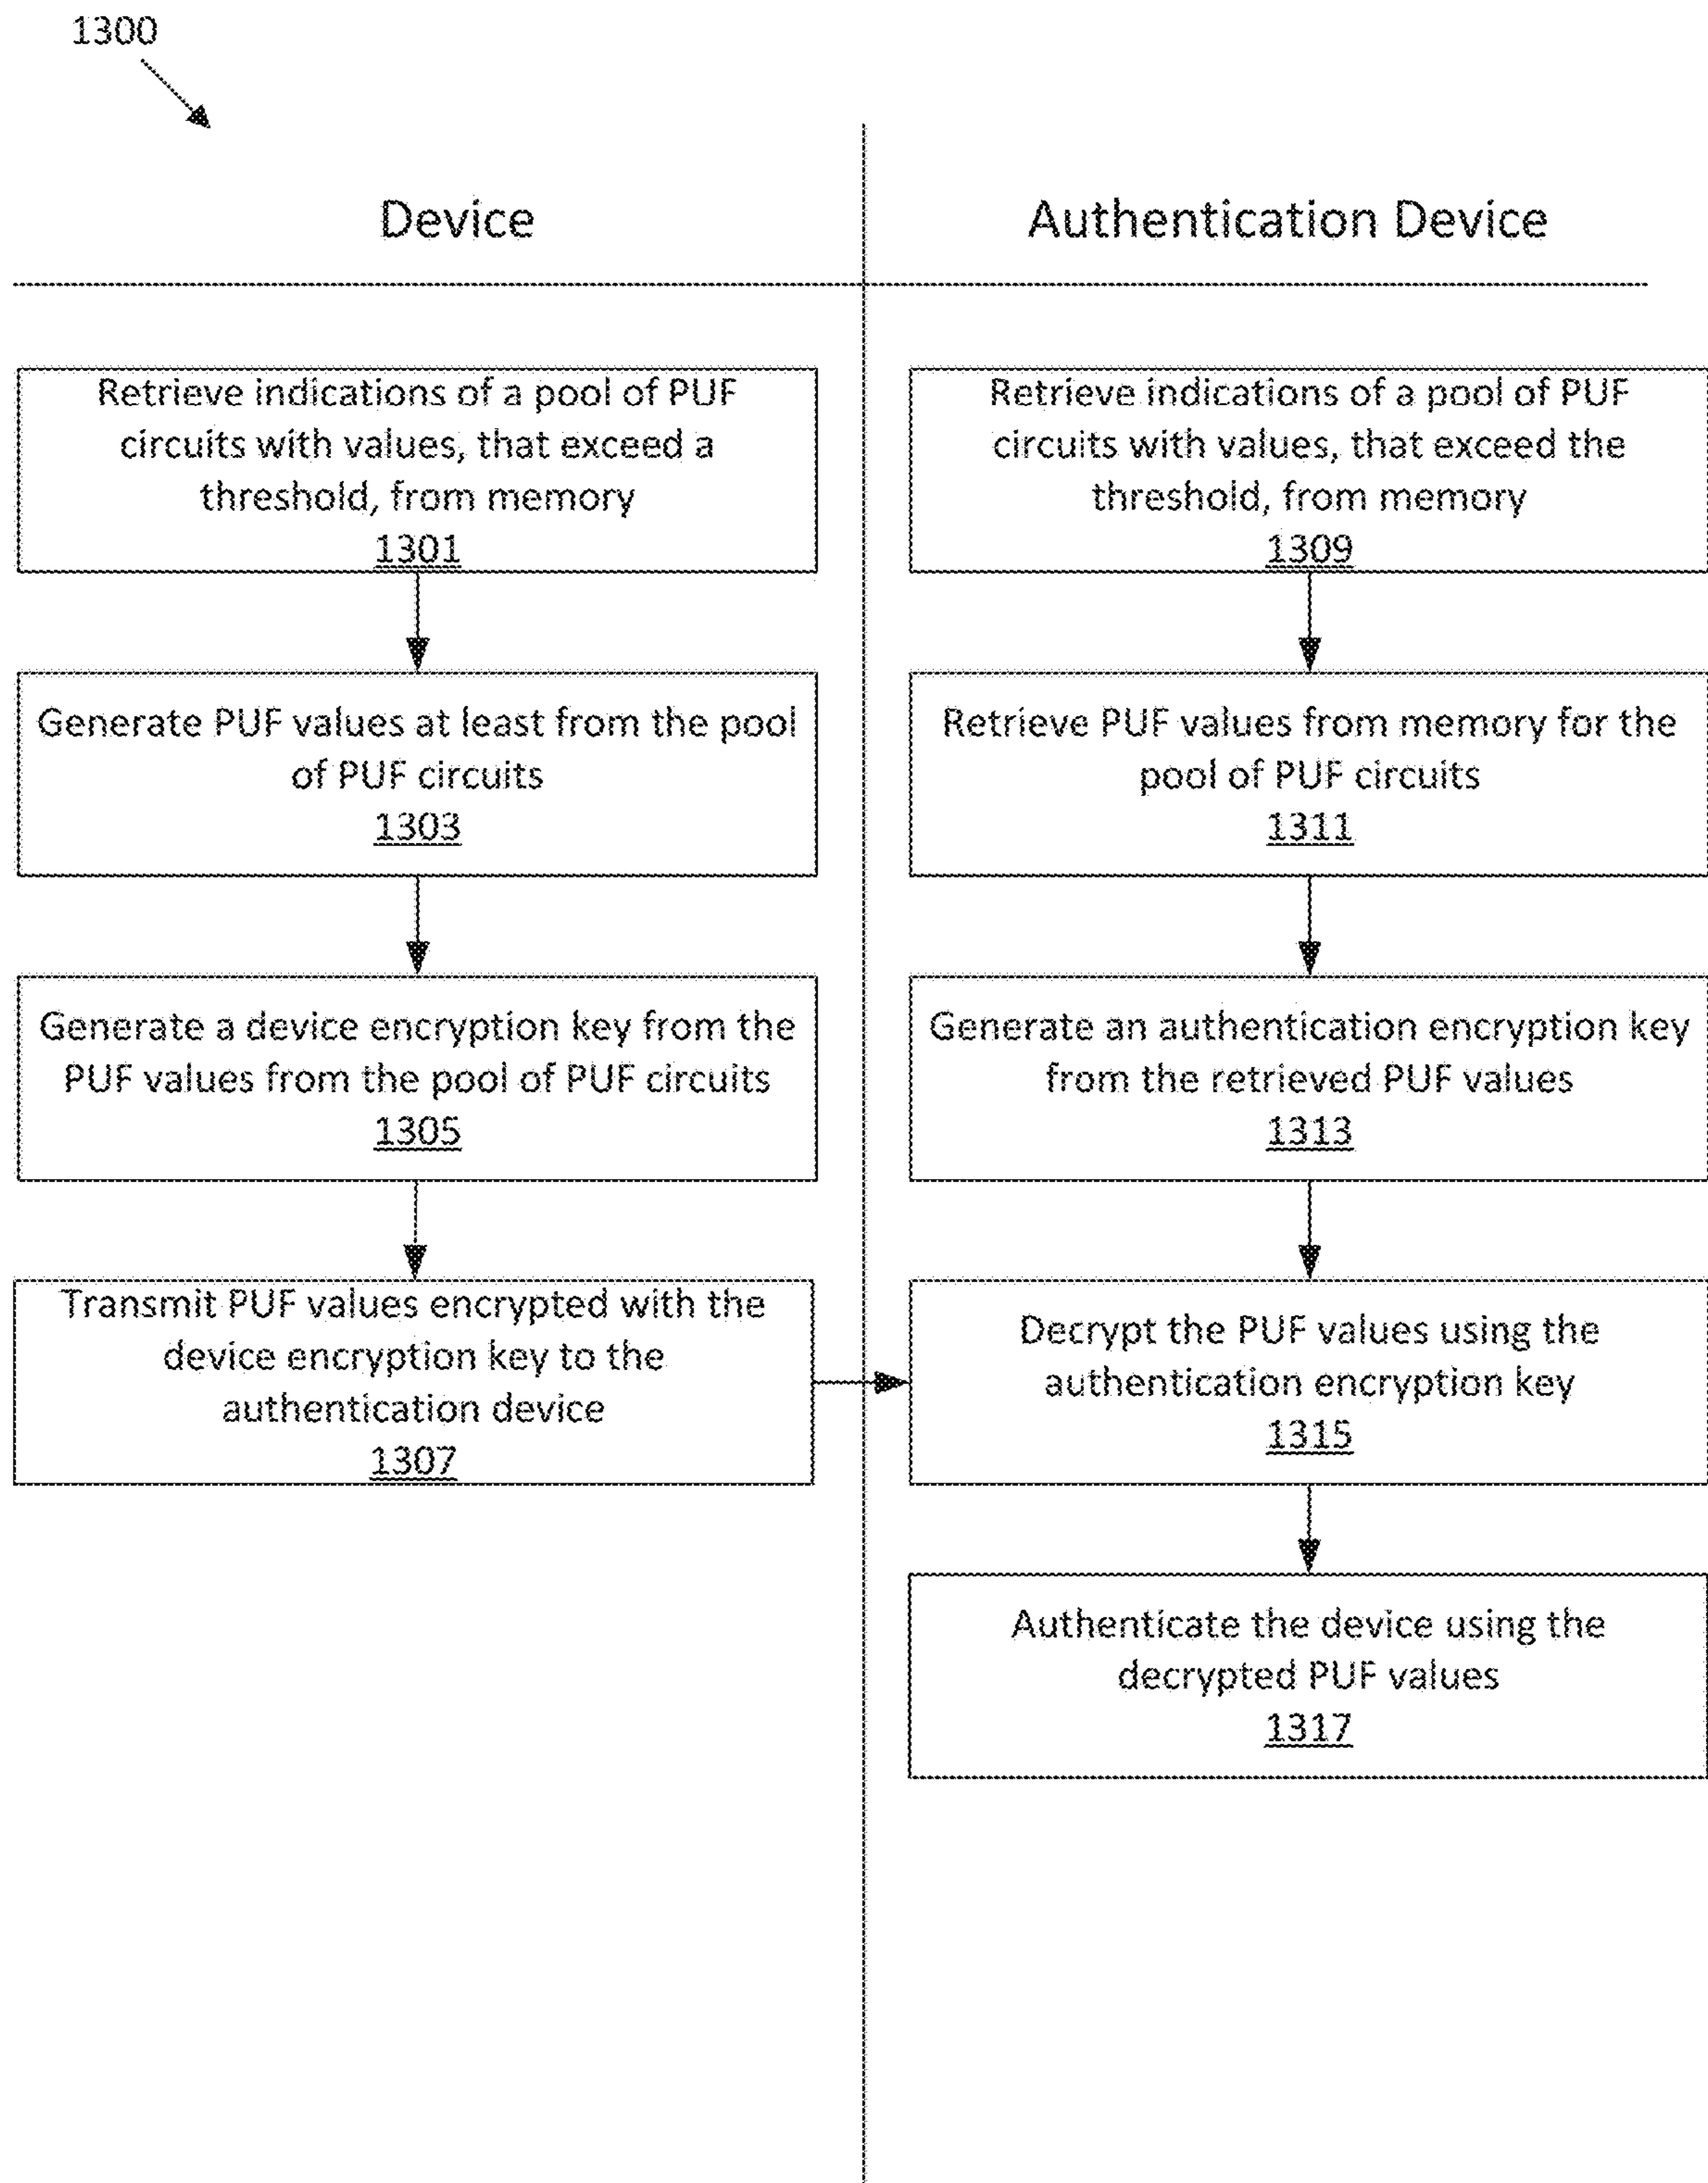 1300
Device
Authentication Device
Retrieve indications of a pool of PUF
circuits with values, that exceed a
threshold, from memory
1301
Generate PUF values at least from the pool
of PUF circuits
1303
Generate a device encryption key from the
PUF values from the pool of PUF circuits
1305
Transmit PUF values encrypted with the
device encryption key to the
authentication device
1307
Retrieve indications of a pool of PUF
circuits with values, that exceed the
threshold, from memory
1309
Retrieve PUF values from memory for the
pool of PUF circuits
1311
Generate an authentication encryption key
from the retrieved PUF values
1313
Decrypt the PUF values using the
authentication encryption key
1315
Authenticate the device using the
decrypted PUF values
1317